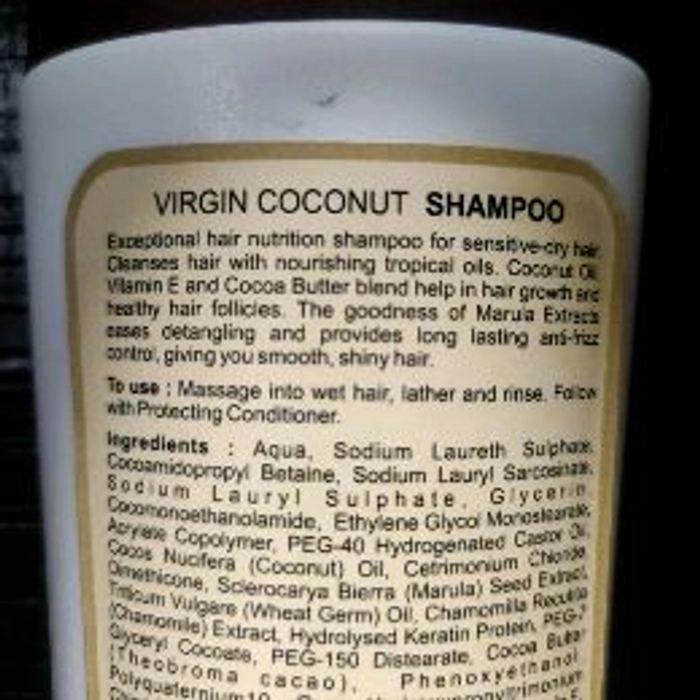 VIRGIN COCONUT SHAMPOO
Exceptional hair nutrition shampoo for sensitive-dry hair.
Cleanses hair with nourishing tropical oils. Coconut Oil,
Vitamin E and Cocoa Butter blend help in hair growth and
healthy hair follicles. The goodness of Marula Extracts
eases detangling and provides long lasting anti-frizz
control, giving you smooth, shiny hair.
To use : Massage into wet hair, lather and rinse. Follow
with Protecting Conditioner.
Ingredients : Aqua, Sodium Laureth Sulphate,
Cocoamidopropyl Betaine, Sodium Lauryl Sarcosinate,
Sodium Lauryl Sulphate, Glycerin,
Cocomonoethanolamide, Ethylene Glycol Monostearate,
Acrylate Copolymer, PEG-40 Hydrogenated Castor Oil,
Cocos Nucifera (Coconut) Oil, Cetrimonium Chloride,
Dimethicone, Sclerocarya Bierra (Marula) Seed Extract,
Triticum Vulgare (Wheat Germ) Oil, Chamomilla Recutita
(Chamomile) Extract, Hydrolysed Keratin Protein, PEG-7
Glyceryl Cocoate, PEG-150 Distearate, Cocoa Butter
(Theobroma cacao), Phenoxyethanol
Polyquaternium10